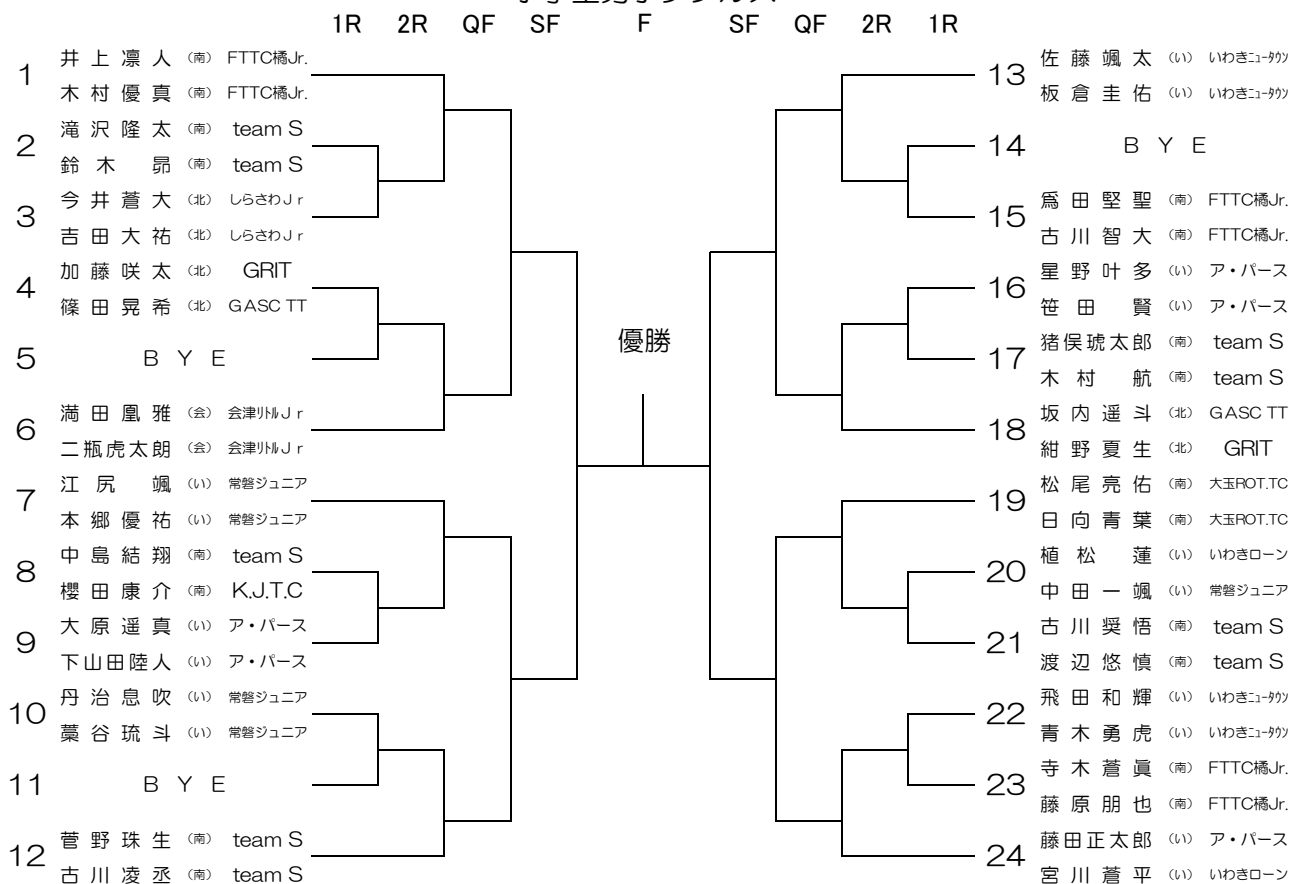 1R 2R QF SF F SF QF 2R 1R
1 井上凛人 (南) FTTC橘Jr.
木村優真 (南) FTTC橘Jr.
2 滝沢隆太 (南) team S
鈴木 昴 (南) team S
3 今井蒼大 (北) しらさわJr
吉田大祐 (北) しらさわJr
4 加藤咲太 (北) GRIT
篠田晃希 (北) GASC TT
5 BYE
6 満田凰雅 (会) 会津リトルJr
二瓶虎太朗 (会) 会津リトルJr
7 江尻 颯 (い) 常磐ジュニア
本郷優祐 (い) 常磐ジュニア
8 中島結翔 (南) team S
櫻田康介 (南) K.J.T.C
9 大原遥真 (い) ア・パース
下山田陸人 (い) ア・パース
10 丹治息吹 (い) 常磐ジュニア
藁谷琉斗 (い) 常磐ジュニア
11 BYE
12 菅野珠生 (南) team S
古川凌丞 (南) team S
優勝
13 佐藤颯太 (い) いわきニュータウン
板倉圭佑 (い) いわきニュータウン
14 BYE
15 爲田堅聖 (南) FTTC橘Jr.
古川智大 (南) FTTC橘Jr.
16 星野叶多 (い) ア・パース
笹田 賢 (い) ア・パース
17 猪俣琥太郎 (南) team S
木村 航 (南) team S
18 坂内遥斗 (北) GASC TT
紺野夏生 (北) GRIT
19 松尾亮佑 (南) 大玉ROT.TC
日向青葉 (南) 大玉ROT.TC
20 植松 蓮 (い) いわきローン
中田一颯 (い) 常磐ジュニア
21 古川奨悟 (南) team S
渡辺悠慎 (南) team S
22 飛田和輝 (い) いわきニュータウン
青木勇虎 (い) いわきニュータウン
23 寺木蒼眞 (南) FTTC橘Jr.
藤原朋也 (南) FTTC橘Jr.
24 藤田正太郎 (い) ア・パース
宮川蒼平 (い) いわきローン